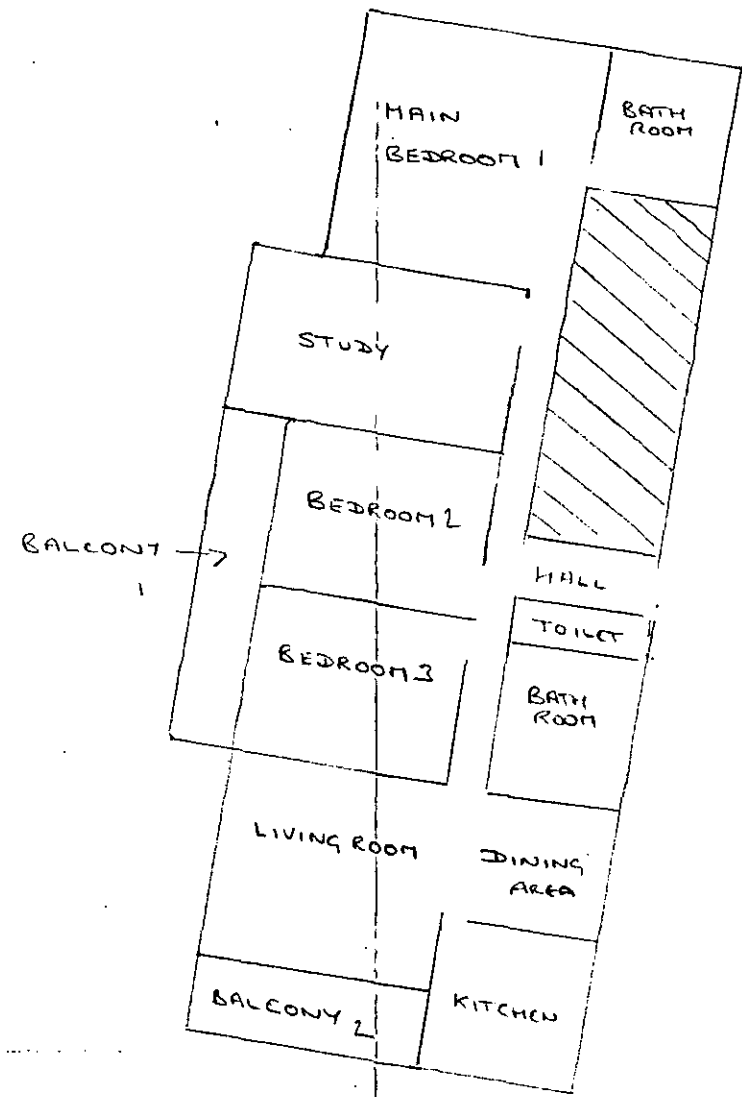 MAIN
BEDROOM 1
BATH
ROOM
STUDY
BEDROOM 2
BALCONY
1
HALL
TOILET
BEDROOM 3
BATH
ROOM
LIVING ROOM
DINING
AREA
BALCONY 2
KITCHEN